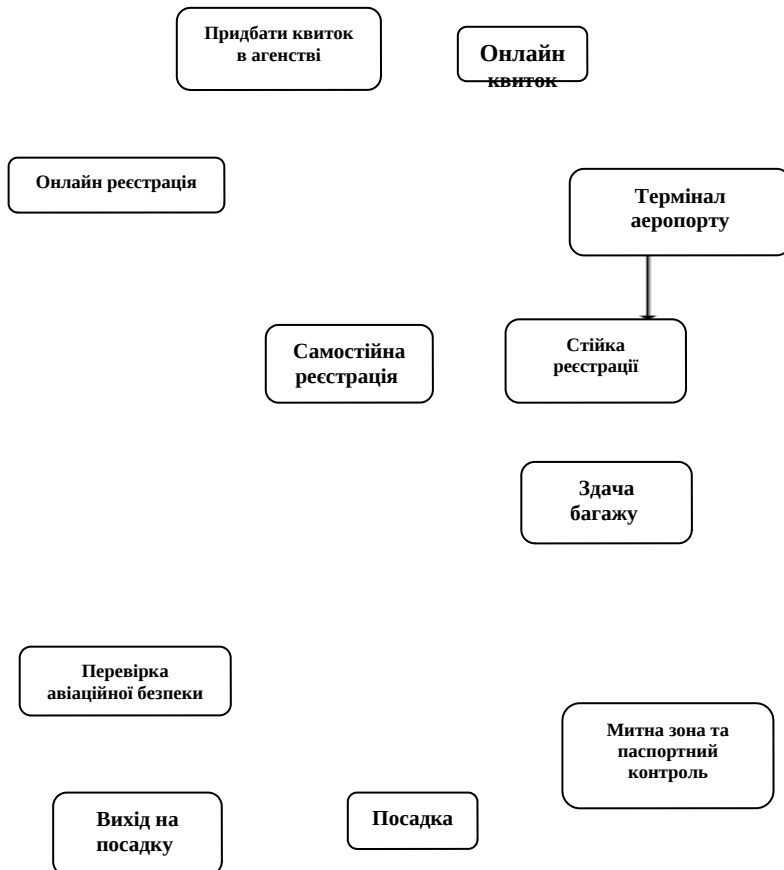 Придбати квиток
в агенстві
Онлайн
квиток
Онлайн реєстрація
Термінал
аеропорту
Самостійна
реєстрація
Стійка
реєстрації
Здача
багажу
Перевірка
авіаційної безпеки
Митна зона та
паспортний
контроль
Вихід на
посадку
Посадка